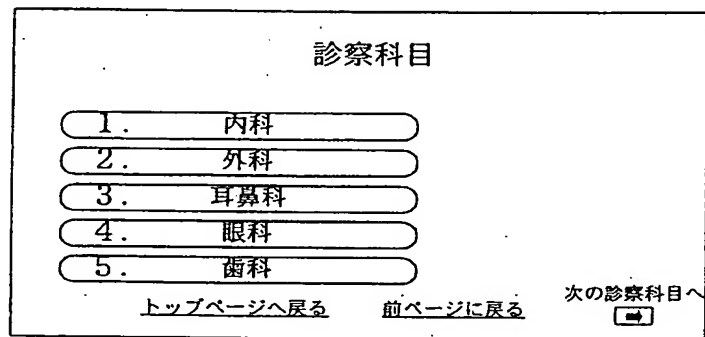 診察科目
1. 内科
2. 外科
3. 耳鼻科
4. 眼科
5. 歯科
トップページへ戻る 前ページに戻る 次の診察科目へ
➡